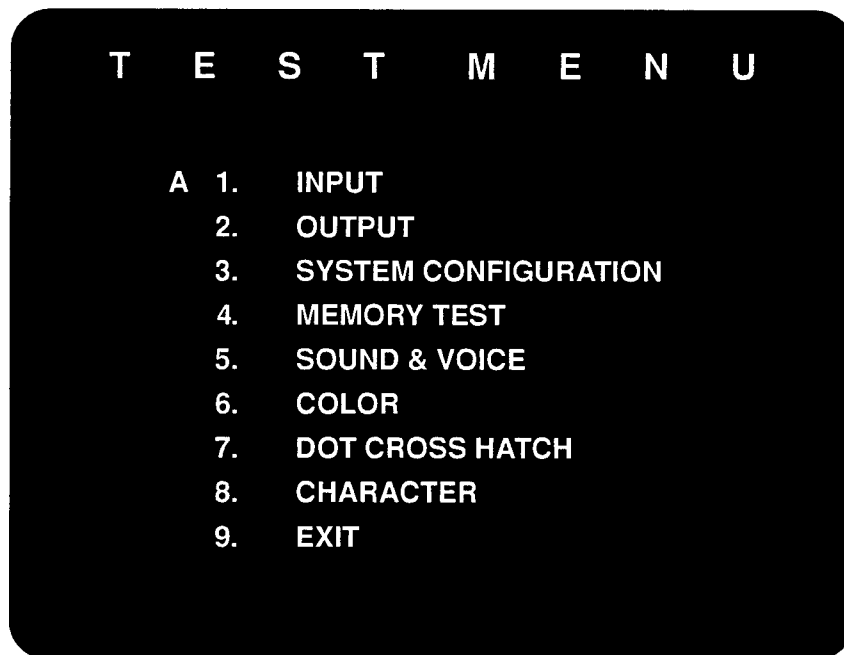 T E S T M E N U
A 1. INPUT
2. OUTPUT
3. SYSTEM CONFIGURATION
4. MEMORY TEST
5. SOUND & VOICE
6. COLOR
7. DOT CROSS HATCH
8. CHARACTER
9. EXIT